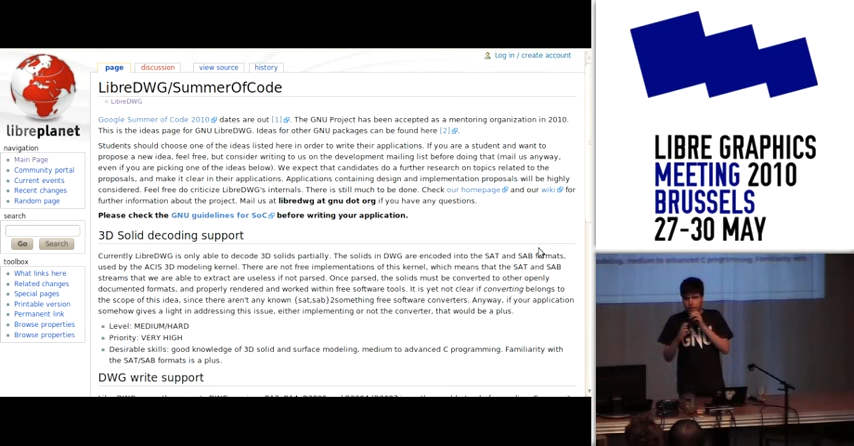 Log in / create account
page
discussion
view source
history
LibreDWG/SummerOfCode
< LibreDWG
Google Summer of Code 2010 dates are out [1] . The GNU Project has been accepted as a mentoring organization in 2010.
This is the ideas page for GNU LibreDWG. Ideas for other GNU packages can be found here [2] .
Students should choose one of the ideas listed here in order to write their applications. If you are a student and want to
propose a new idea, feel free, but consider writing to us on the development mailing list before doing that (mail us anyway,
even if you are picking one of the ideas below). We expect that candidates do a further research on topics related to the
proposals, and make it clear in their applications. Applications containing design and implementation proposals will be highly
considered. Feel free do criticize LibreDWG's internals. There is still much to be done. Check our homepage and our wiki for
further information about the project. Mail us at libredwg at gnu dot org if you have any questions.
Please check the GNU guidelines for SoC before writing your application.
3D Solid decoding support
Currently LibreDWG is only able to decode 3D solids partially. The solids in DWG are encoded into the SAT and SAB formats,
used by the ACIS 3D modeling kernel. There are not free implementations of this kernel, which means that the SAT and SAB
streams that we are able to extract are useless if not parsed. Once parsed, the solids must be converted to other openly
documented formats, and properly rendered and worked within free software tools. It is yet not clear if converting belongs to
the scope of this idea, since there aren't any known {sat,sab}2something free software converters. Anyway, if your application
somehow gives a light in addressing this issue, either implementing or not the converter, that would be a plus.
Level: MEDIUM/HARD
Priority: VERY HIGH
Desirable skills: good knowledge of 3D solid and surface modeling, medium to advanced C programming. Familiarity with
the SAT/SAB formats is a plus.
DWG write support
libreplanet
navigation
Main Page
Community portal
Current events
Recent changes
Random page
search
Go
Search
toolbox
What links here
Related changes
Special pages
Printable version
Permanent link
Browse properties
Browse properties
LIBRE GRAPHICS
MEETING 2010
BRUSSELS
27-30 MAY
GNU